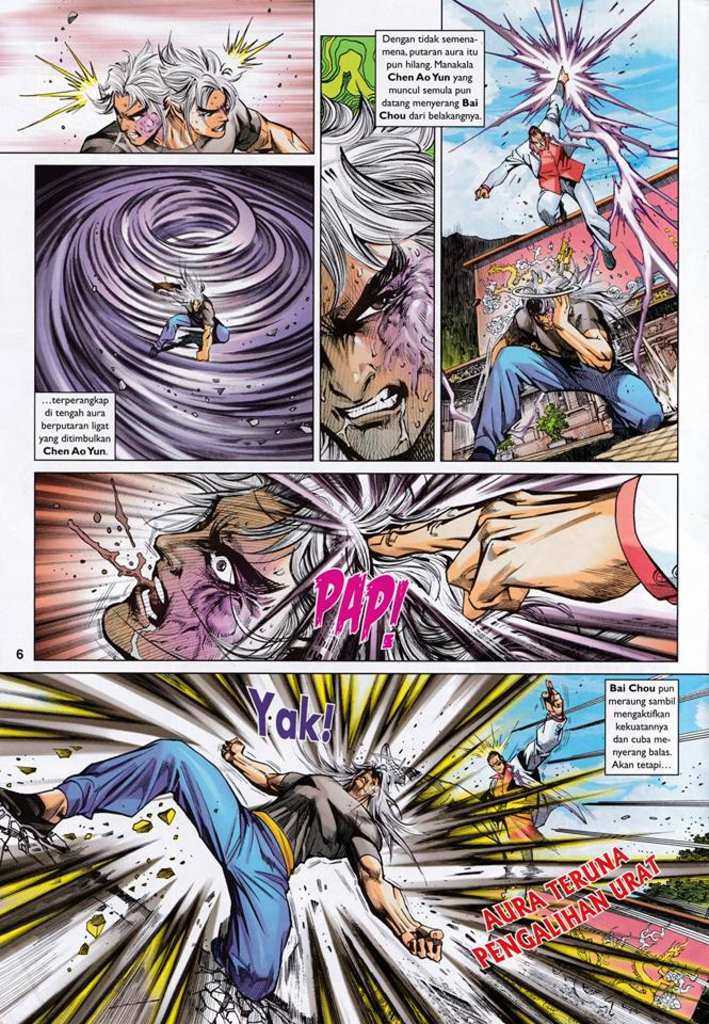 Dengan tidak semena-
mena, putaran aura itu
pun hilang. Manakala
Chen Ao Yun yang
muncul semula pun
datang menyerang Bai
Chou dari belakangnya.
...terperangkap
di tengah aura
berputaran ligat
yang ditimbulkan
Chen Ao Yun.
PAP!
6
Yak!
Bai Chou pun
meraung sambil
mengaktifkan
kekuatannya
dan cuba me-
nyerang balas.
Akan tetapi...
AURA TERUNA
PENGALIHAN URAT